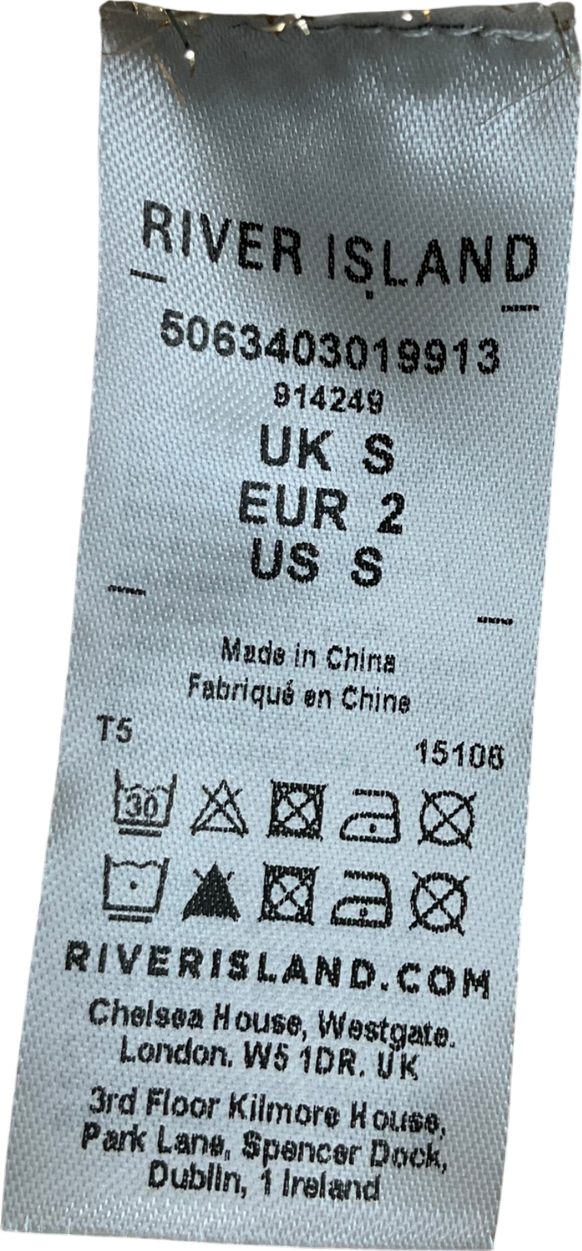 RIVER ISLAND
5063403019913
914249
UK S
EUR 2
US S
Made in China
Fabriqué en Chine
T5
15106
30
RIVERISLAND.COM
Chelsea House, Westgate.
London. W5 1DR. UK
3rd Floor Kilmore House,
Park Lane, Spencer Dock,
Dublin, 1 Ireland